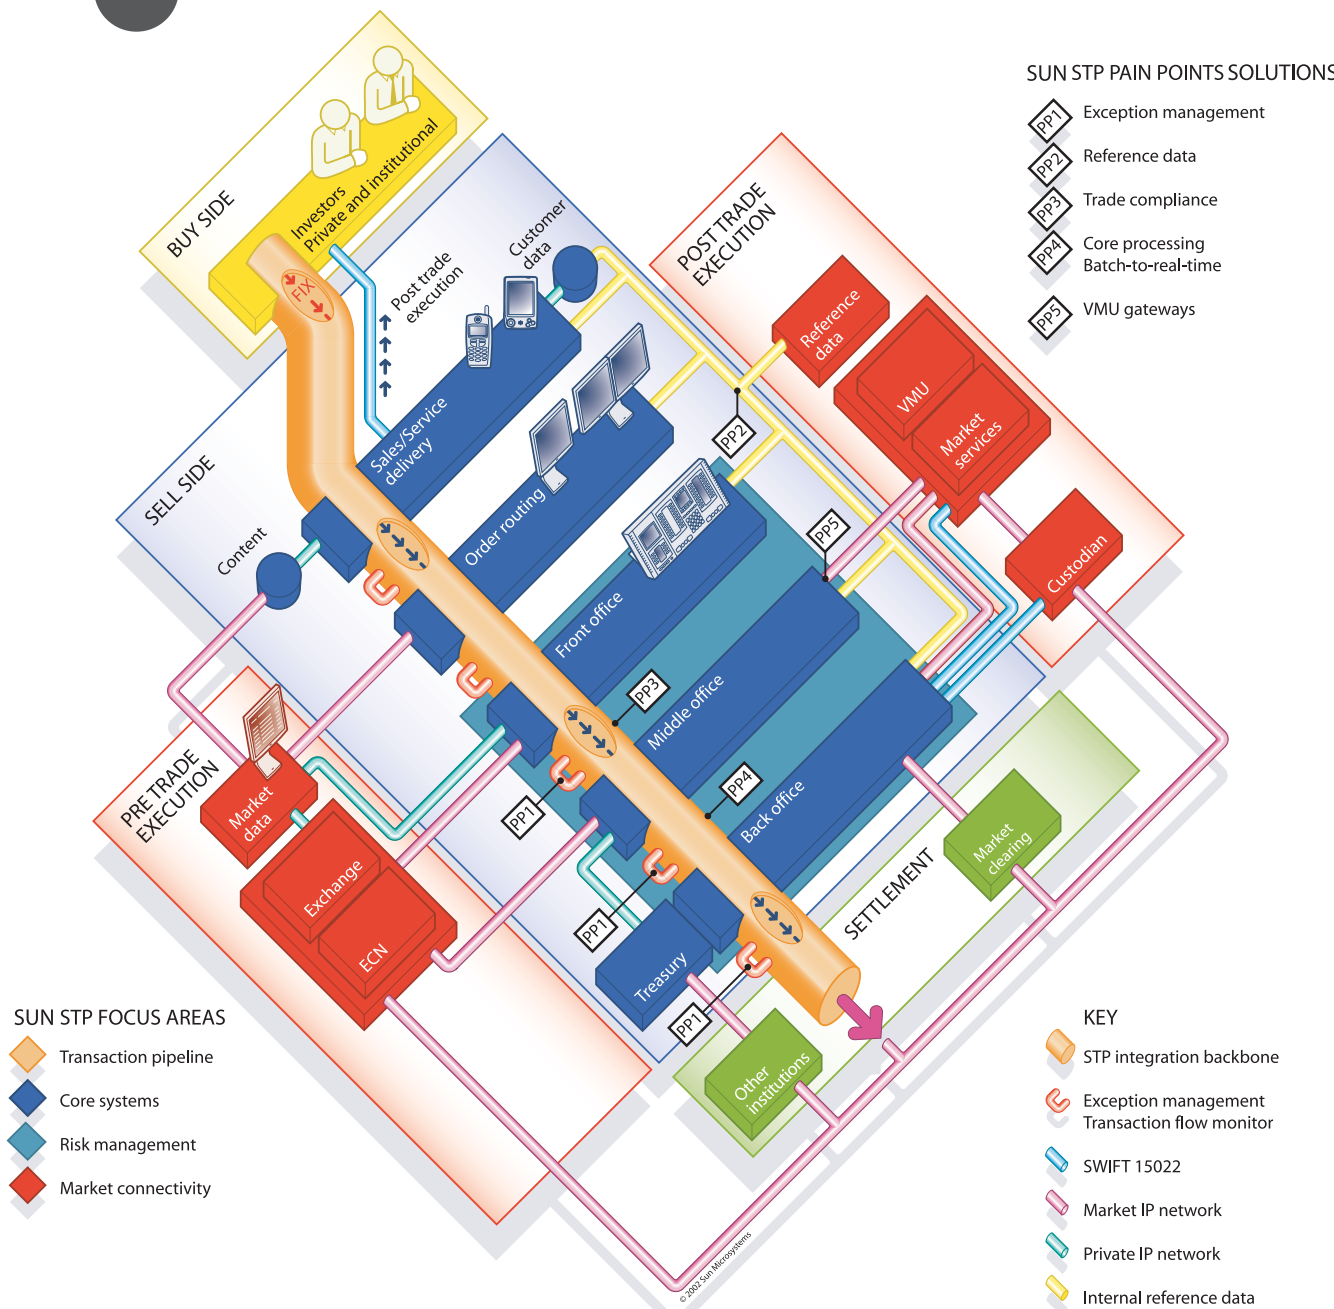 SUN STP PAIN POINTS SOLUTIONS
PP1
Exception management
PP2
Reference data
PP3
Trade compliance
PP4
Core processing
Batch-to-real-time
PP5
VMU gateways
BUY SIDE
Investors
Private and institutional
FIX
Post trade
execution
Customer
data
POST TRADE
EXECUTION
Reference
data
VMU
Market
services
Custodian
SELL SIDE
Sales/Service
delivery
Order routing
Content
PP2
PP5
Front office
PP3
Middle office
PP4
Back office
PRE TRADE
EXECUTION
Market
data
Exchange
ECN
PP1
PP1
PP1
Treasury
SETTLEMENT
Market
clearing
Other
institutions
SUN STP FOCUS AREAS
Transaction pipeline
Core systems
Risk management
Market connectivity
KEY
STP integration backbone
Exception management
Transaction flow monitor
SWIFT 15022
Market IP network
Private IP network
Internal reference data
© 2002 Sun Microsystems